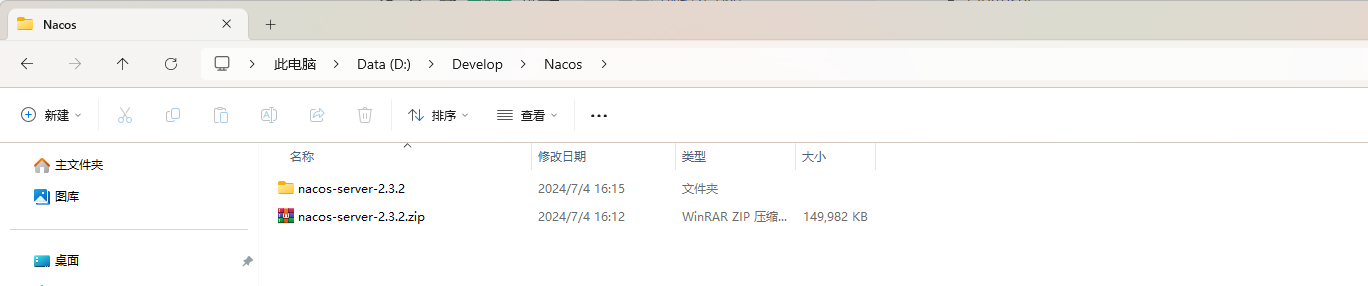 Nacos
此电脑 Data (D:) Develop Nacos
新建 排序 查看
名称 修改日期 类型 大小
主文件夹
nacos-server-2.3.2 2024/7/4 16:15 文件夹
图库
nacos-server-2.3.2.zip 2024/7/4 16:12 WinRAR ZIP 压缩... 149,982 KB
桌面